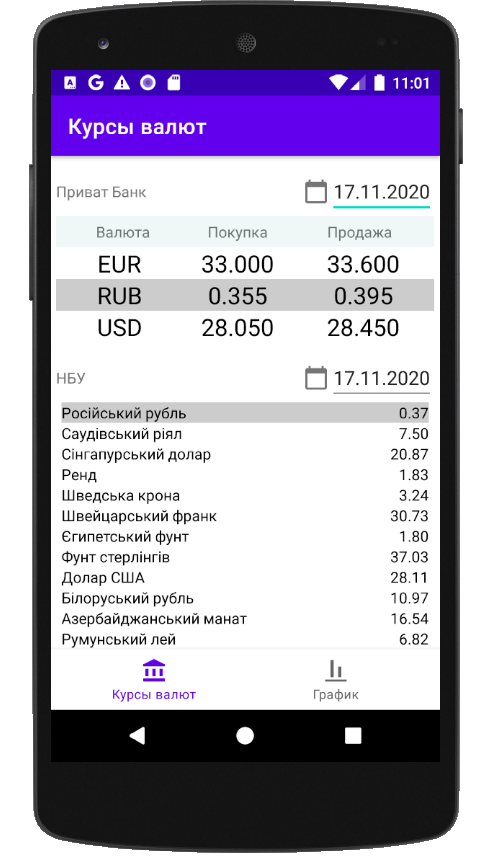 11:01
Курсы валют
Приват Банк 17.11.2020
Валюта Покупка Продажа
EUR 33.000 33.600
RUB 0.355 0.395
USD 28.050 28.450
НБУ 17.11.2020
Російський рубль 0.37
Саудівський ріял 7.50
Сінгапурський долар 20.87
Ренд 1.83
Шведська крона 3.24
Швейцарський франк 30.73
Єгипетський фунт 1.80
Фунт стерлінгів 37.03
Долар США 28.11
Білоруський рубль 10.97
Азербайджанський манат 16.54
Румунський лей 6.82
Курсы валют График